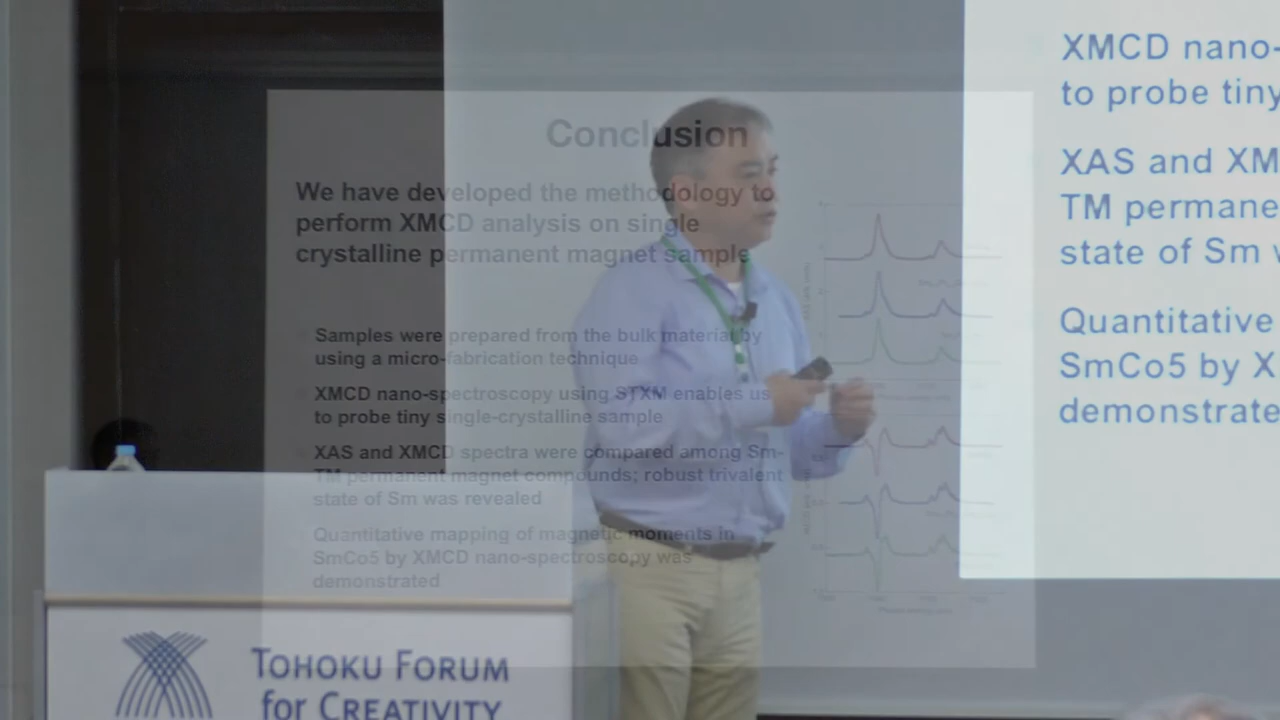 Conclusion
We have developed the methodology to
perform XMCD analysis on single
crystalline permanent magnet sample
Samples were prepared from the bulk material by
using a micro-fabrication technique
XMCD nano-spectroscopy using STXM enables us
to probe tiny single-crystalline sample
XAS and XMCD spectra were compared among Sm-
TM permanent magnet compounds; robust trivalent
state of Sm was revealed
Quantitative mapping of magnetic moments in
SmCo5 by XMCD nano-spectroscopy was
demonstrated
XMCD nano-
to probe tiny
XAS and XM
TM permane
state of Sm
Quantitative
SmCo5 by X
demonstrate
TOHOKU FORUM
for CREATIVITY